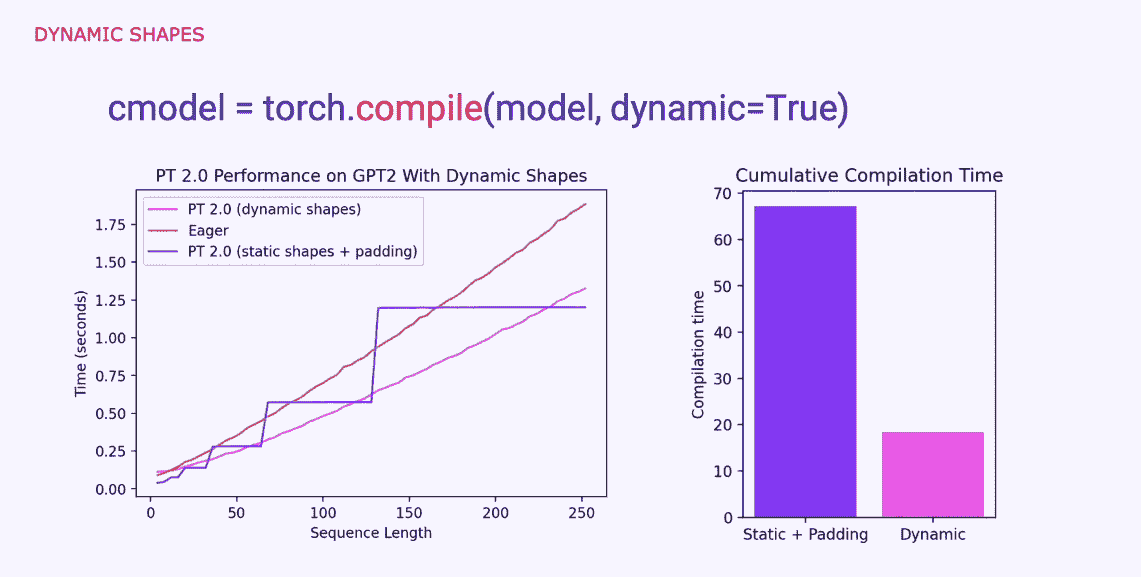 DYNAMIC SHAPES
cmodel = torch.compile(model, dynamic=True)
PT 2.0 Performance on GPT2 With Dynamic Shapes
PT 2.0 (dynamic shapes)
Eager
PT 2.0 (static shapes + padding)
Time (seconds)
1.75
1.50
1.25
1.00
0.75
0.50
0.25
0.00
0 50 100 150 200 250
Sequence Length
Cumulative Compilation Time
Compilation time
70
60
50
40
30
20
10
0
Static + Padding Dynamic